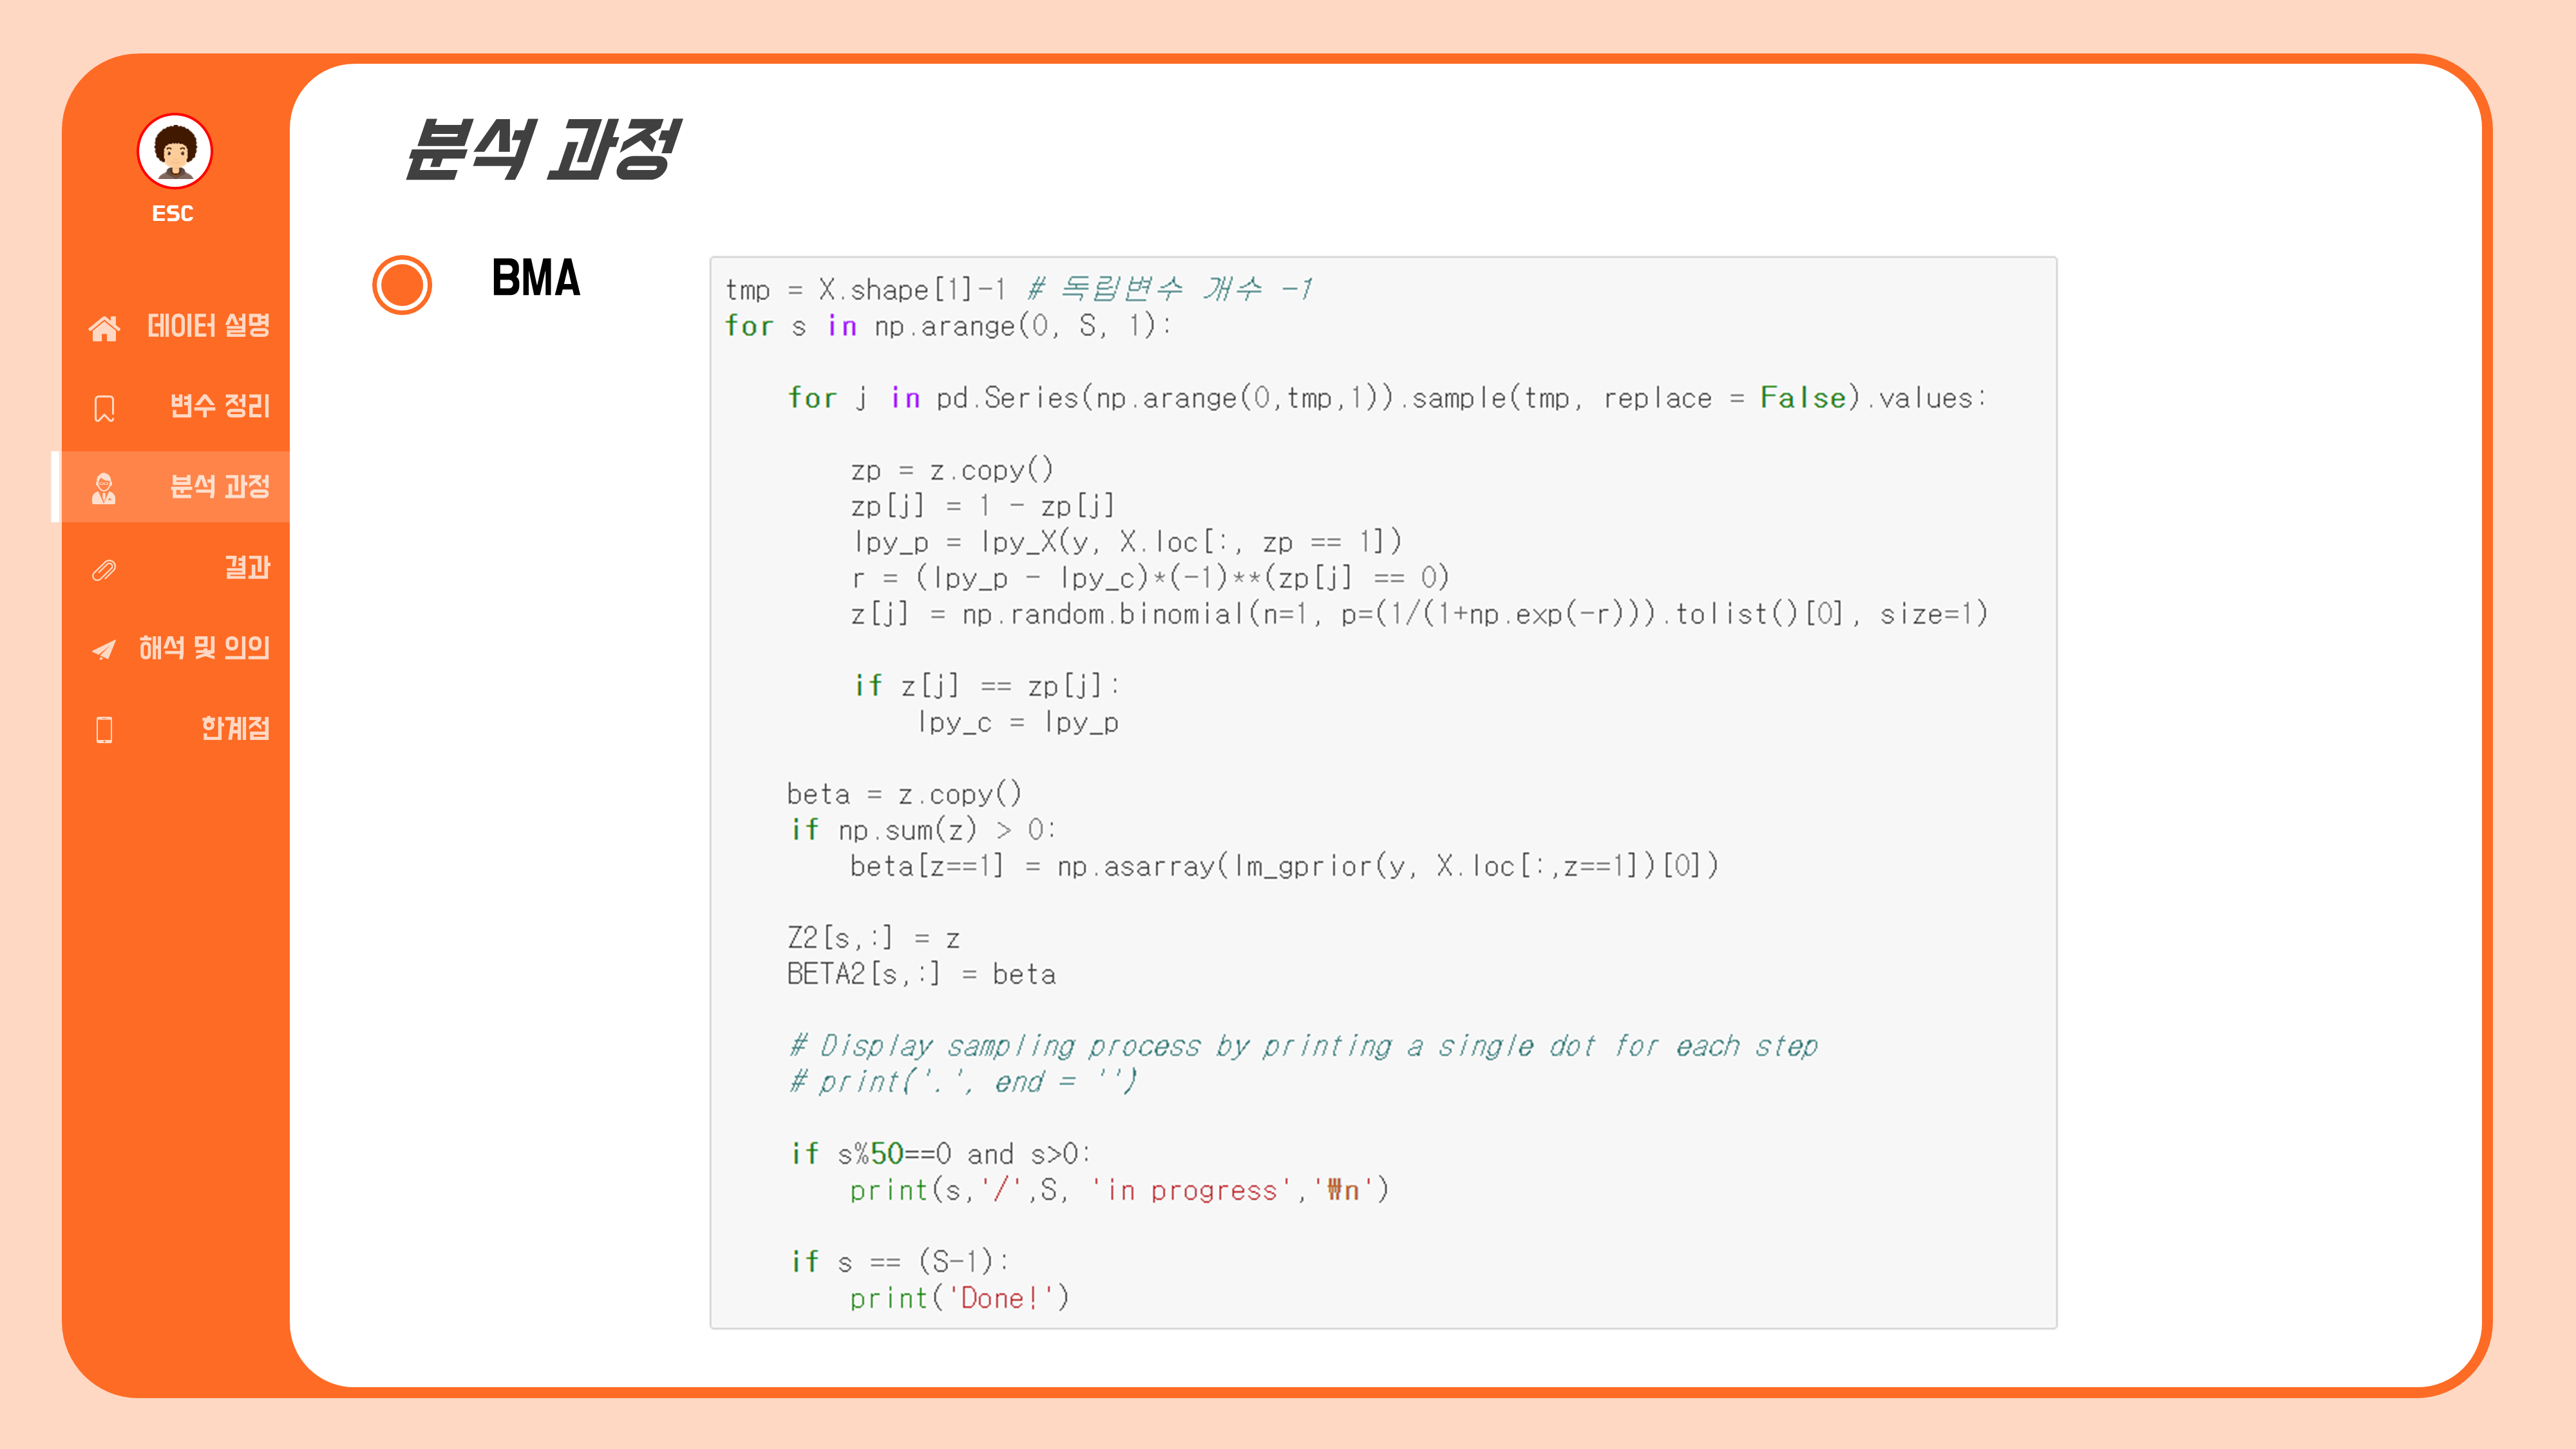 분석 과정
ESC
데이터 설명
변수 정리
분석 과정
결과
해석 및 의의
한계점
BMA
tmp = X.shape[1]-1 # 독립변수 개수 -1
for s in np.arange(0, S, 1):
for j in pd.Series(np.arange(0,tmp,1)).sample(tmp, replace = False).values:
zp = z.copy()
zp[j] = 1 - zp[j]
lpy_p = lpy_X(y, X.loc[:, zp == 1])
r = (lpy_p - lpy_c)*(-1)**(zp[j] == 0)
z[j] = np.random.binomial(n=1, p=(1/(1+np.exp(-r))).tolist()[0], size=1)
if z[j] == zp[j]:
lpy_c = lpy_p
beta = z.copy()
if np.sum(z) > 0:
beta[z==1] = np.asarray(lm_gprior(y, X.loc[:,z==1])[0])
Z2[s,:] = z
BETA2[s,:] = beta
# Display sampling process by printing a single dot for each step
# print('.', end = '')
if s%50==0 and s>0:
print(s,'/',S, 'in progress','₩n')
if s == (S-1):
print('Done!')